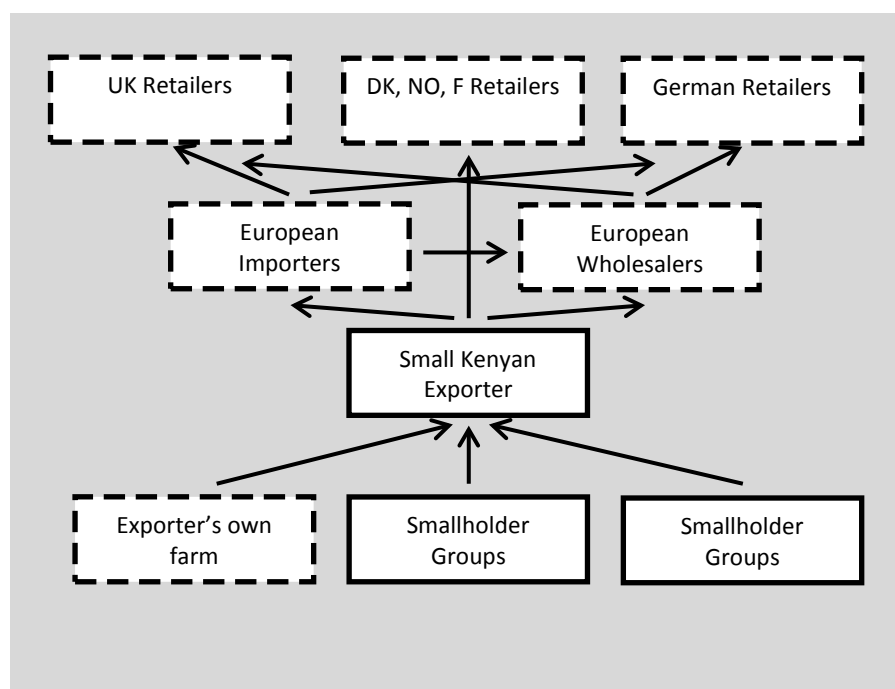 UK Retailers
DK, NO, F Retailers
German Retailers
European
Importers
European
Wholesalers
Small Kenyan
Exporter
Exporter’s own
farm
Smallholder
Groups
Smallholder
Groups